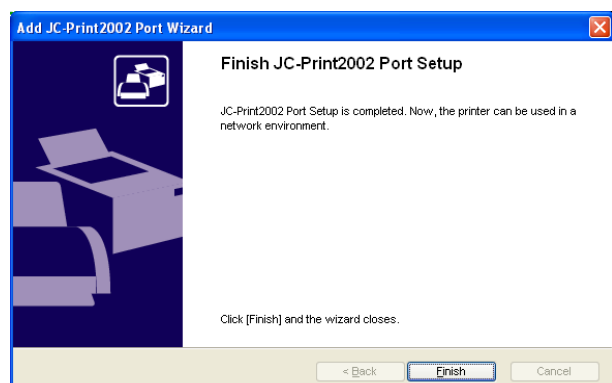 Add JC-Print2002 Port Wizard
Finish JC-Print2002 Port Setup
JC-Print2002 Port Setup is completed. Now, the printer can be used in a
network environment.
Click [Finish] and the wizard closes.
< Back Finish Cancel